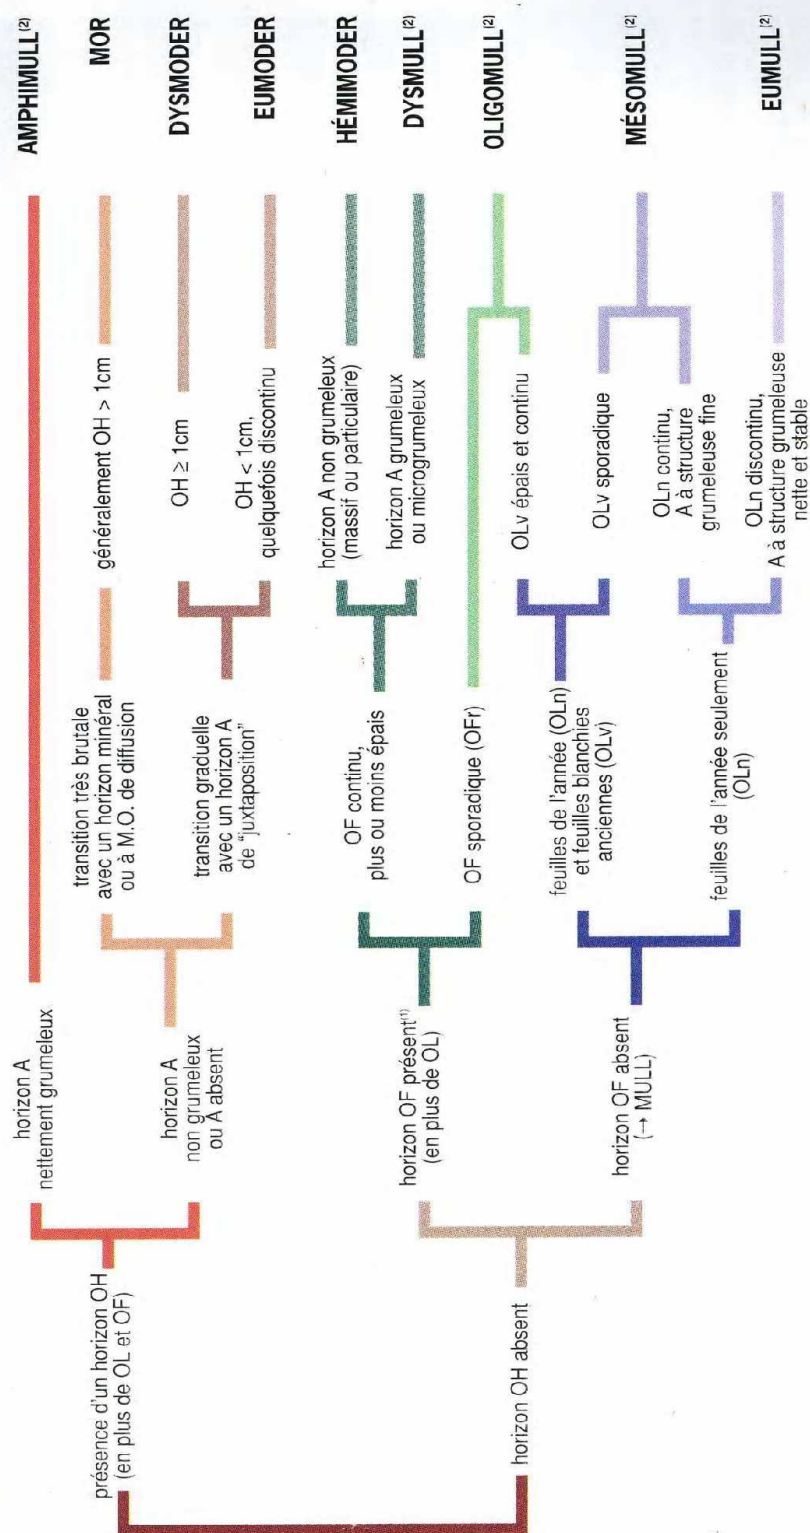 présence d'un horizon OH
(en plus de OL et OF)
horizon OH absent
horizon A
nettement grumeleux
horizon A
non grumeleux
ou A absent
horizon OF présent(1)
(en plus de OL)
horizon OF absent
(→ MULL)
transition très brutale
avec un horizon minéral
ou à M.O. de diffusion
transition graduelle
avec un horizon A
de "juxtaposition"
OF continu,
plus ou moins épais
OF sporadique (OFr)
feuilles de l'année (OLn)
et feuilles blanchies
anciennes (OLv)
feuilles de l'année seulement
(OLn)
généralement OH > 1cm
OH ≥ 1cm
OH < 1cm,
quelquefois discontinu
horizon A non grumeleux
(massif ou particulaire)
horizon A grumeleux
ou microgrumeleux
OLv épais et continu
OLv sporadique
OLn continu,
A à structure
grumeleuse fine
OLn discontinu,
A à structure grumeleuse
nette et stable
AMPHIMULL(2)
MOR
DYSMODER
EUMODER
HÉMIMODER
DYSMULL(2)
OLIGOMULL(2)
MÉSOMULL(2)
EUMULL(2)